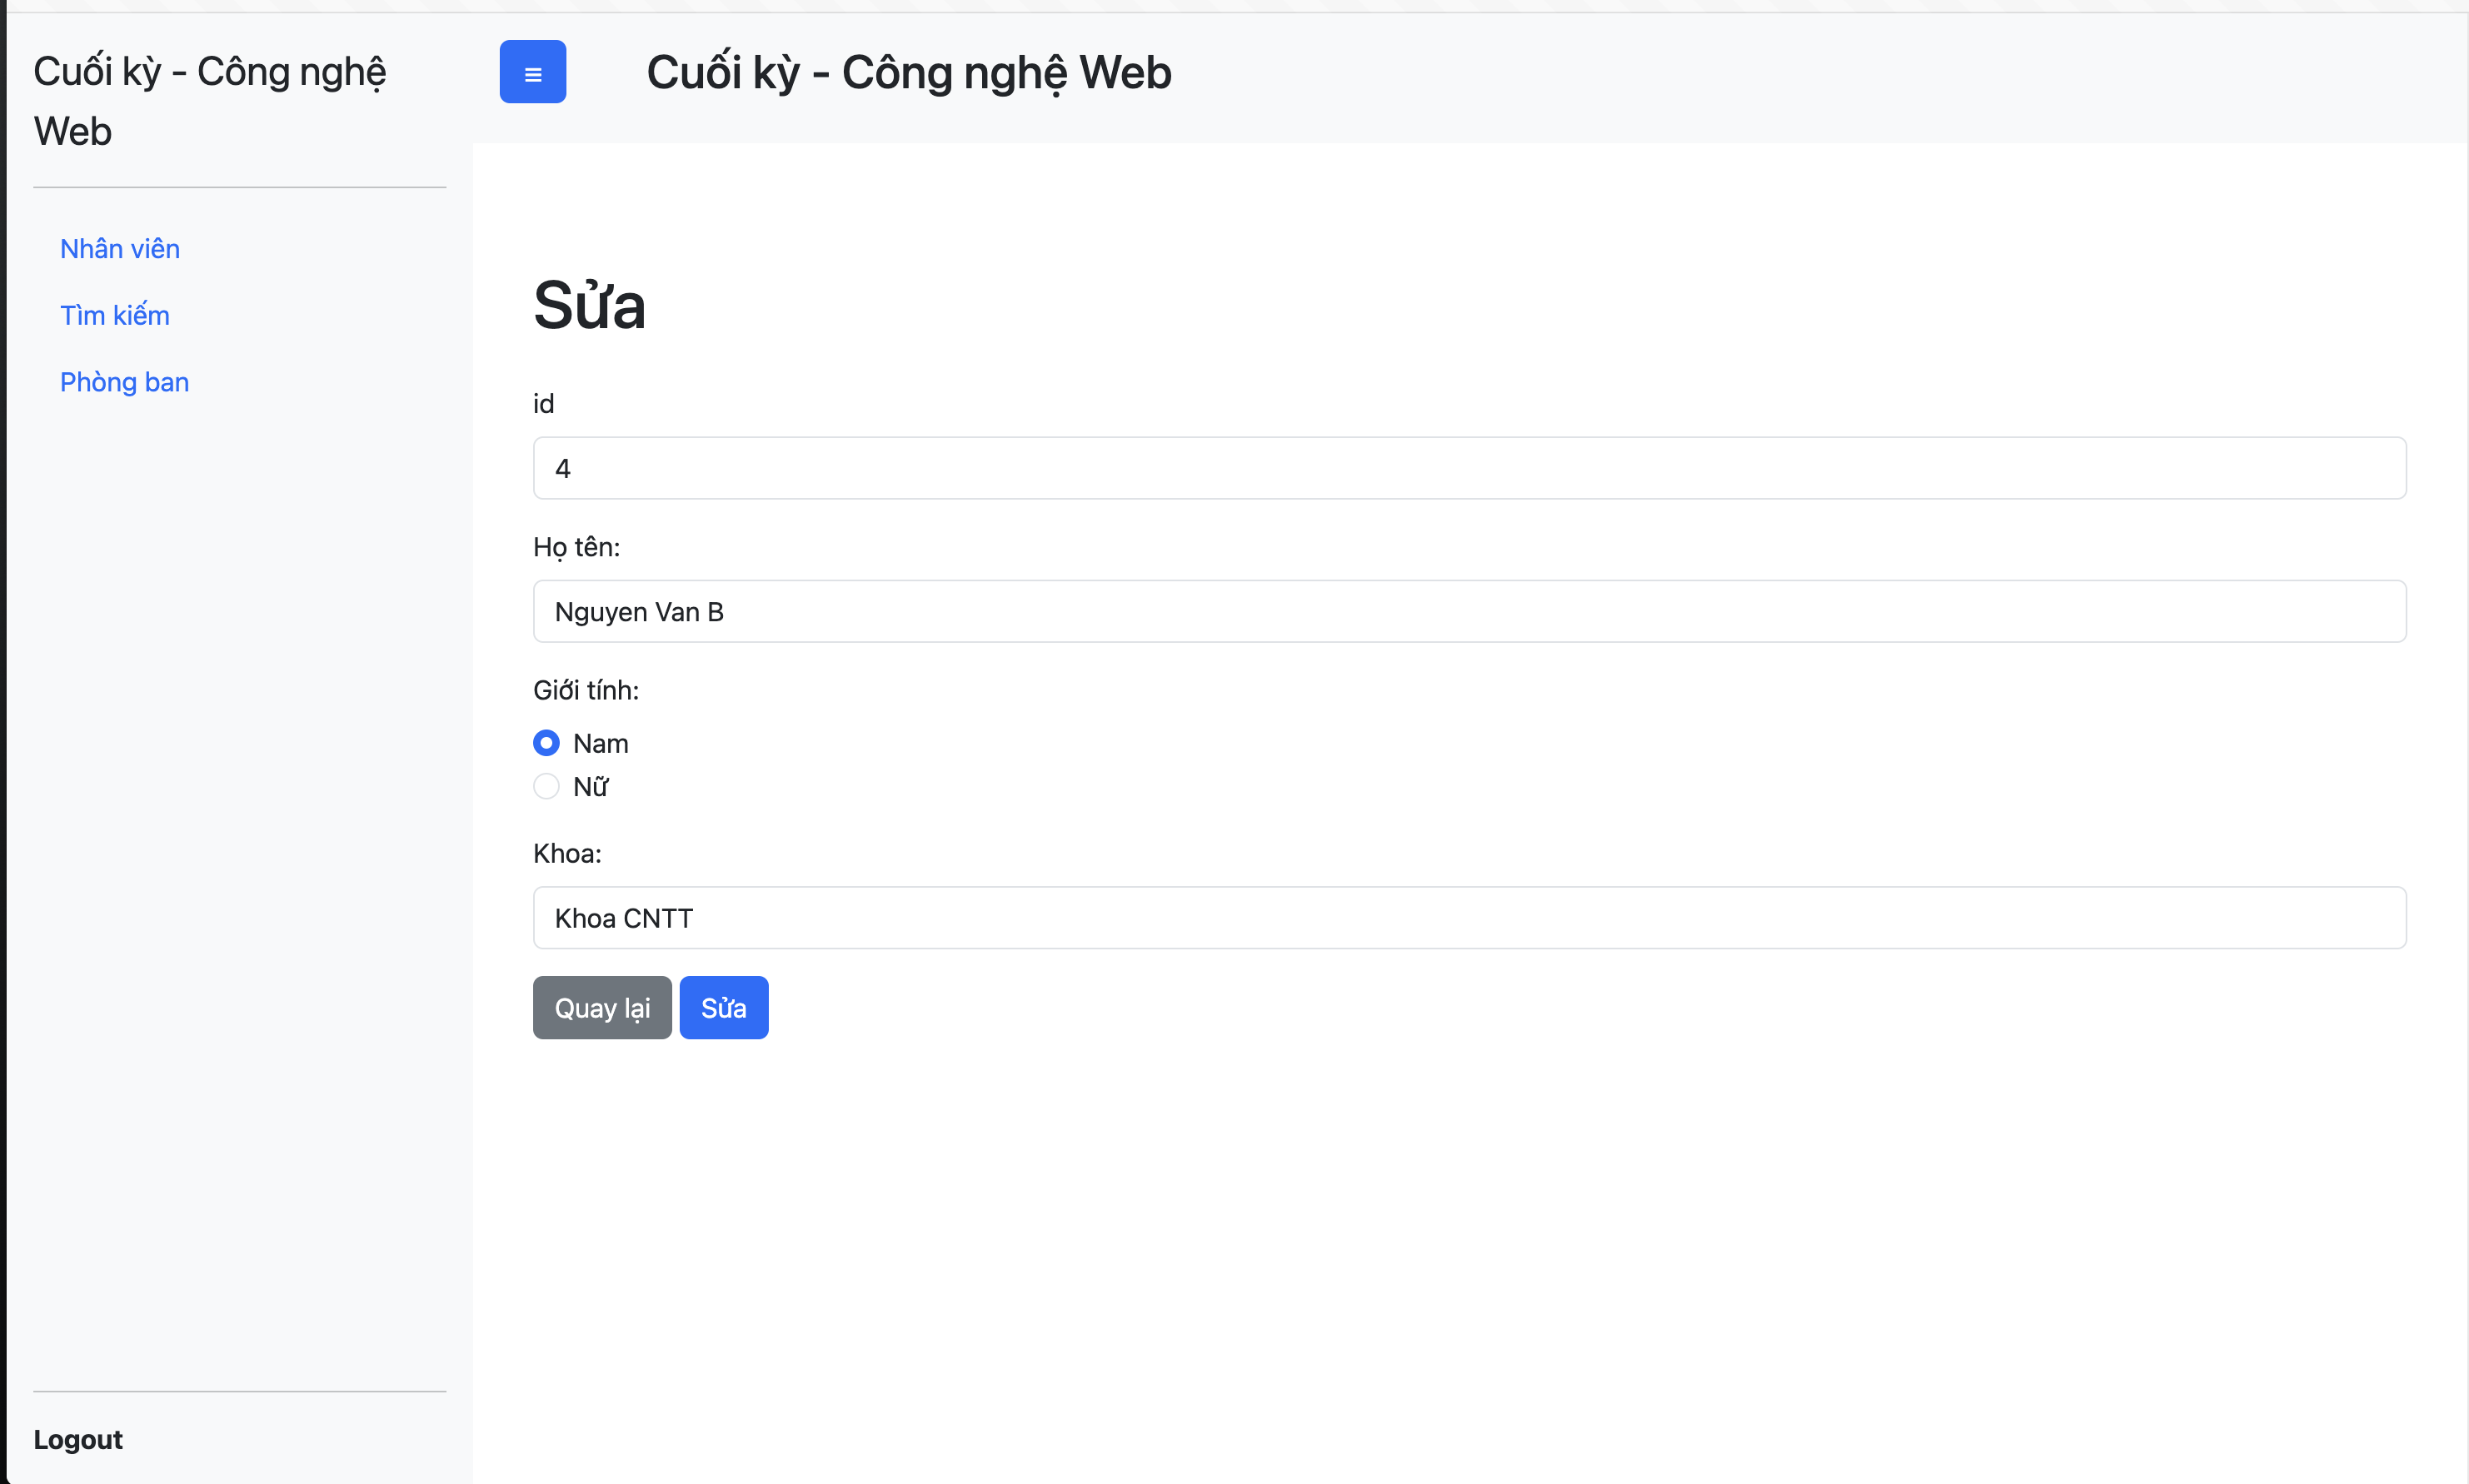 Cuối kỳ - Công nghệ
Web
Nhân viên
Tìm kiếm
Phòng ban
Logout
Cuối kỳ - Công nghệ Web
Sửa
id
4
Họ tên:
Nguyen Van B
Giới tính:
Nam
Nữ
Khoa:
Khoa CNTT
Quay lại Sửa